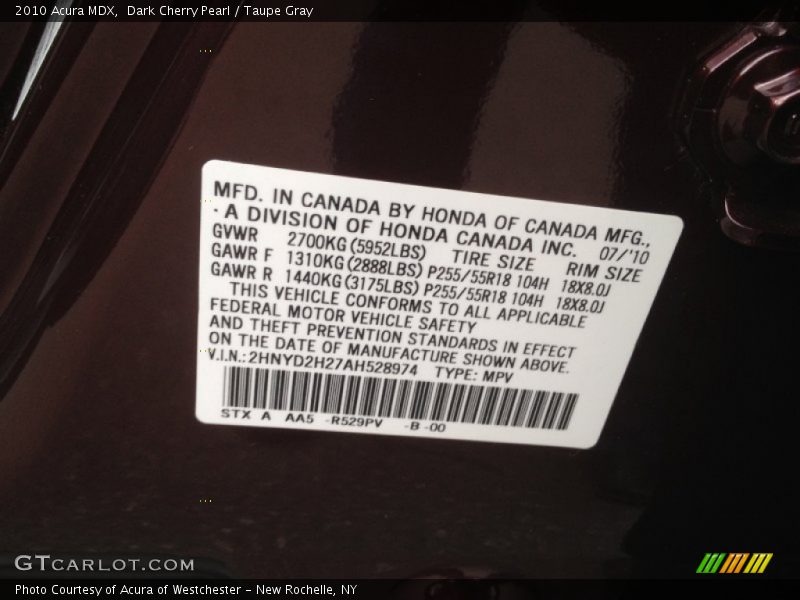 2010 Acura MDX,  Dark Cherry Pearl / Taupe Gray
MFD. IN CANADA BY HONDA OF CANADA MFG.,
· A DIVISION OF HONDA CANADA INC. 07/'10
GVWR 2700KG(5952LBS) TIRE SIZE RIM SIZE
GAWR F 1310KG(2888LBS) P255/55R18 104H 18X8.0J
GAWR R 1440KG(3175LBS) P255/55R18 104H 18X8.0J
THIS VEHICLE CONFORMS TO ALL APPLICABLE
FEDERAL MOTOR VEHICLE SAFETY
AND THEFT PREVENTION STANDARDS IN EFFECT
ON THE DATE OF MANUFACTURE SHOWN ABOVE.
V.I.N.:2HNYD2H27AH528974 TYPE: MPV
STX A AA5 -R529PV -B -00
GTCARLOT.COM
Photo Courtesy of Acura of Westchester - New Rochelle, NY